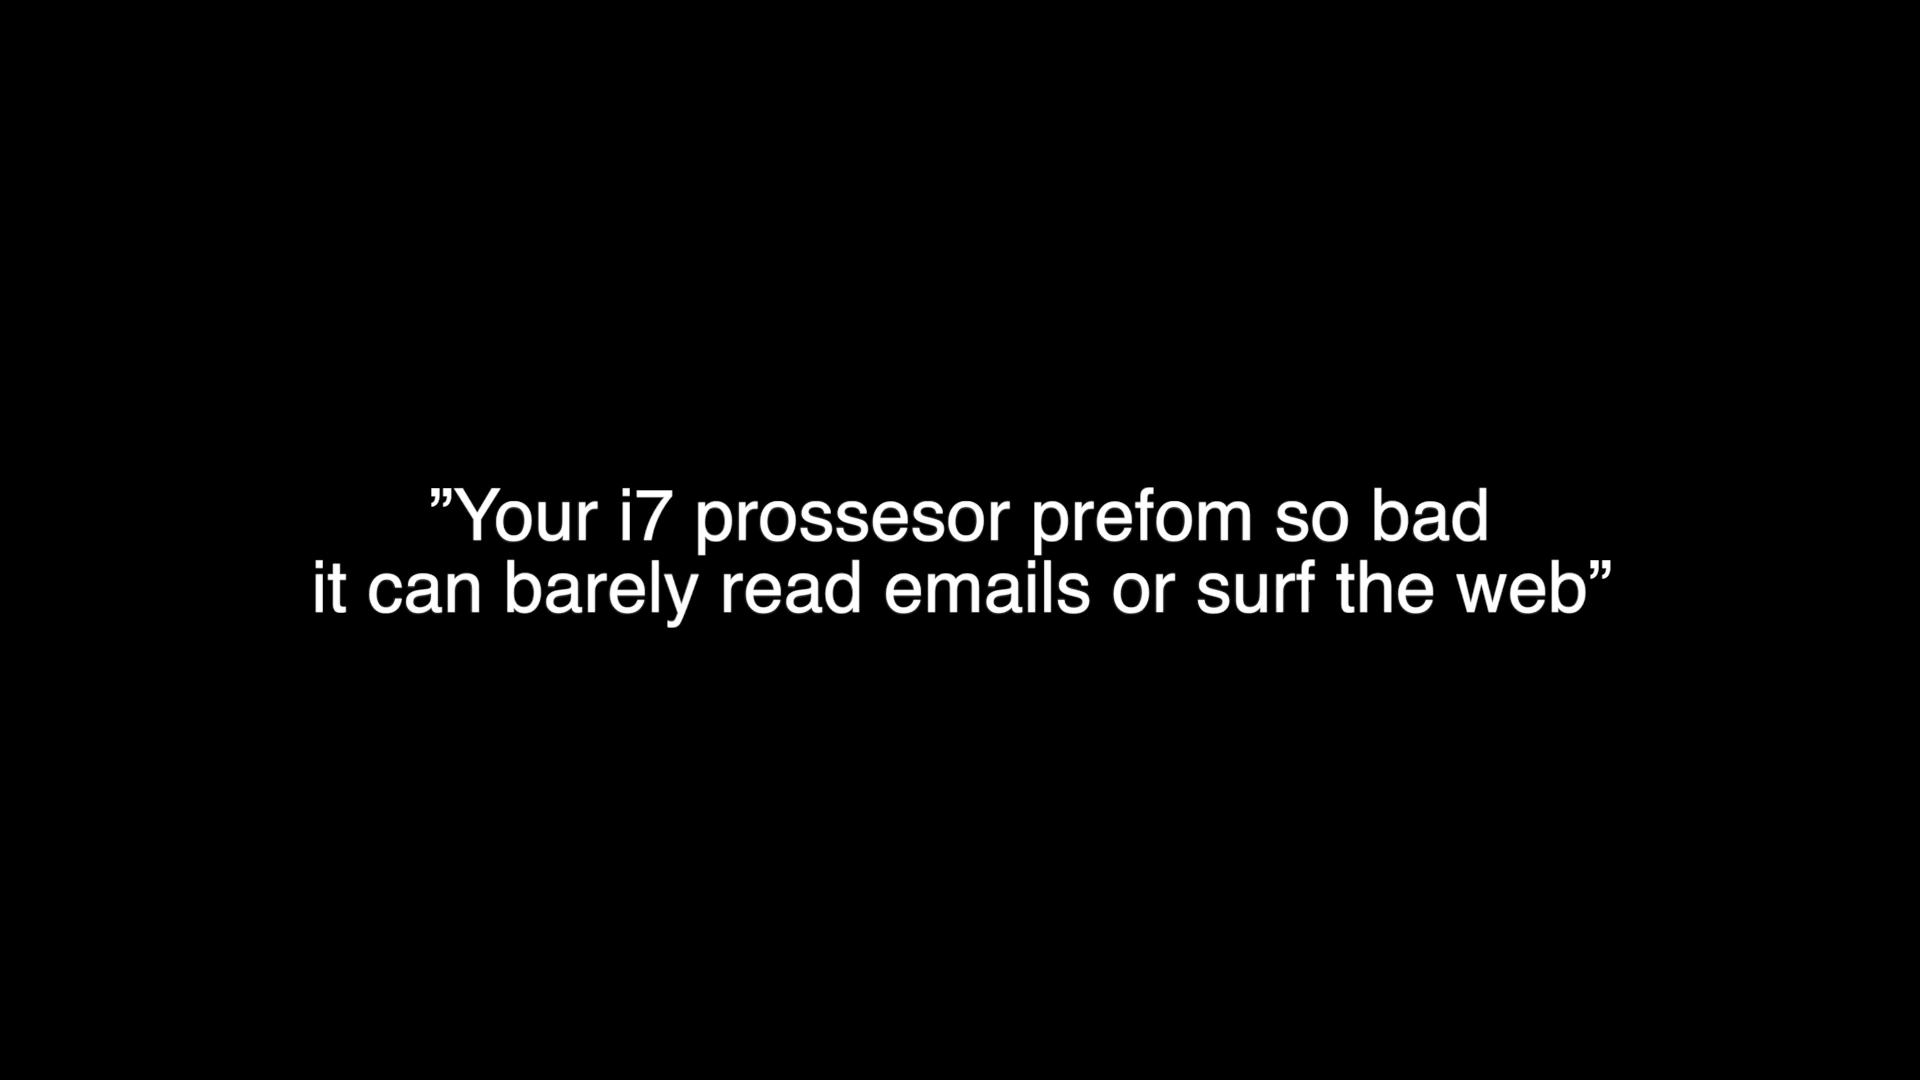 ”Your i7 prossesor prefom so bad
it can barely read emails or surf the web”